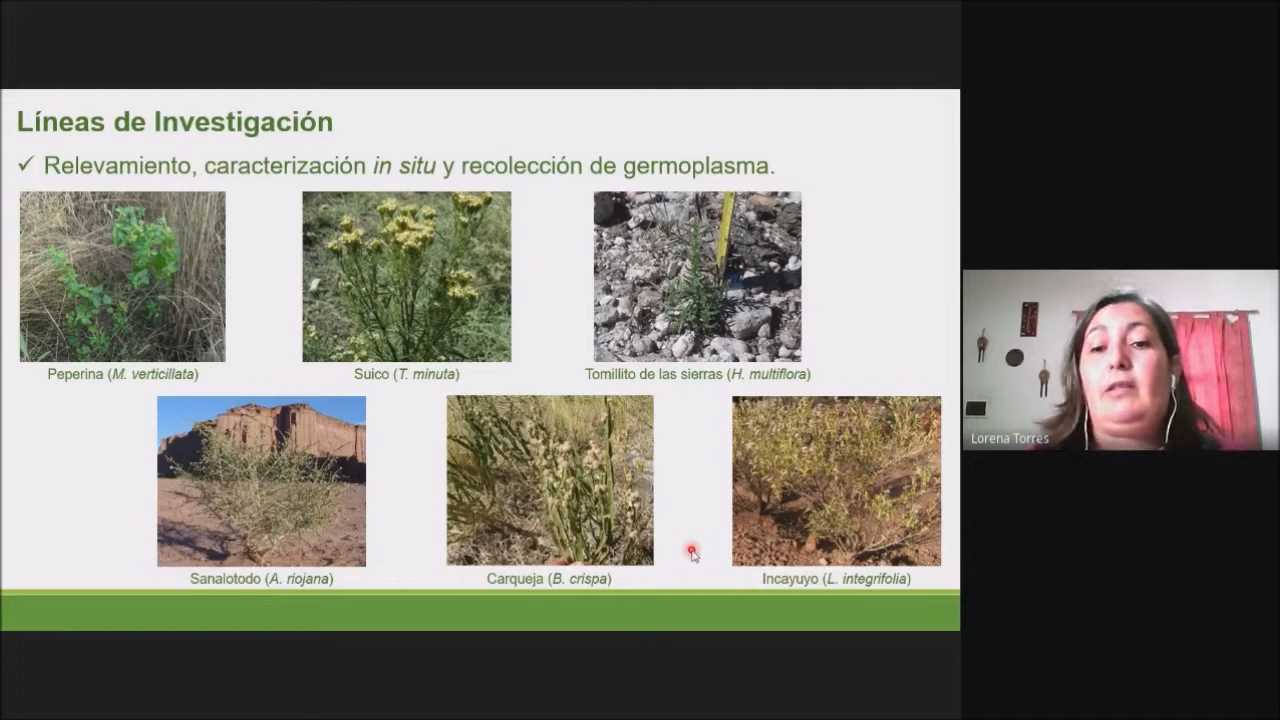 Líneas de Investigación
✓ Relevamiento, caracterización in situ y recolección de germoplasma.
Peperina (M. verticillata)
Suico (T. minuta)
Tomillito de las sierras (H. multiflora)
Sanalotodo (A. riojana)
Carqueja (B. crispa)
Incayuyo (L. integrifolia)
Lorena Torres